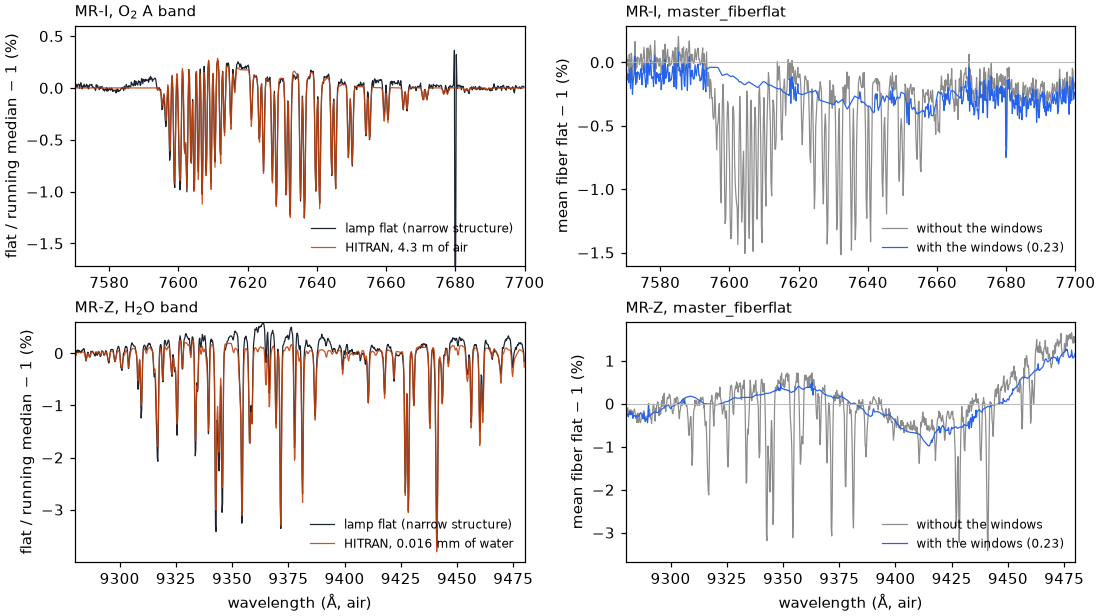 MR-I, O₂ A band
flat / running median − 1 (%)
0.5
0.0
−0.5
−1.0
−1.5
lamp flat (narrow structure)
HITRAN, 4.3 m of air
7580 7600 7620 7640 7660 7680 7700
MR-I, master_fiberflat
mean fiber flat − 1 (%)
0.0
−0.5
−1.0
−1.5
without the windows
with the windows (0.23)
7580 7600 7620 7640 7660 7680 7700
MR-Z, H₂O band
flat / running median − 1 (%)
0
−1
−2
−3
lamp flat (narrow structure)
HITRAN, 0.016 mm of water
9300 9325 9350 9375 9400 9425 9450 9475
wavelength (Å, air)
MR-Z, master_fiberflat
mean fiber flat − 1 (%)
1
0
−1
−2
−3
without the windows
with the windows (0.23)
9300 9325 9350 9375 9400 9425 9450 9475
wavelength (Å, air)